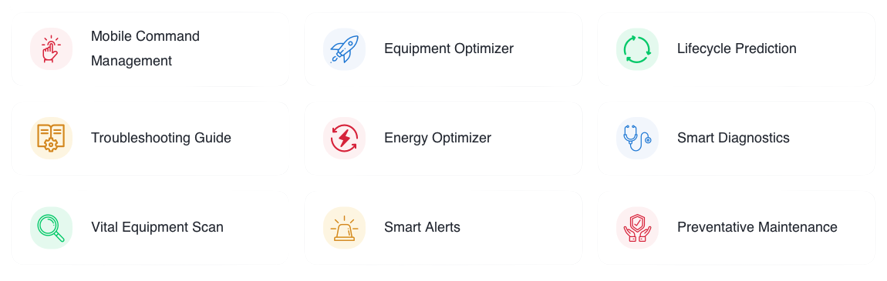 Mobile Command
Management
Equipment Optimizer
Lifecycle Prediction
Troubleshooting Guide
Energy Optimizer
Smart Diagnostics
Vital Equipment Scan
Smart Alerts
Preventative Maintenance